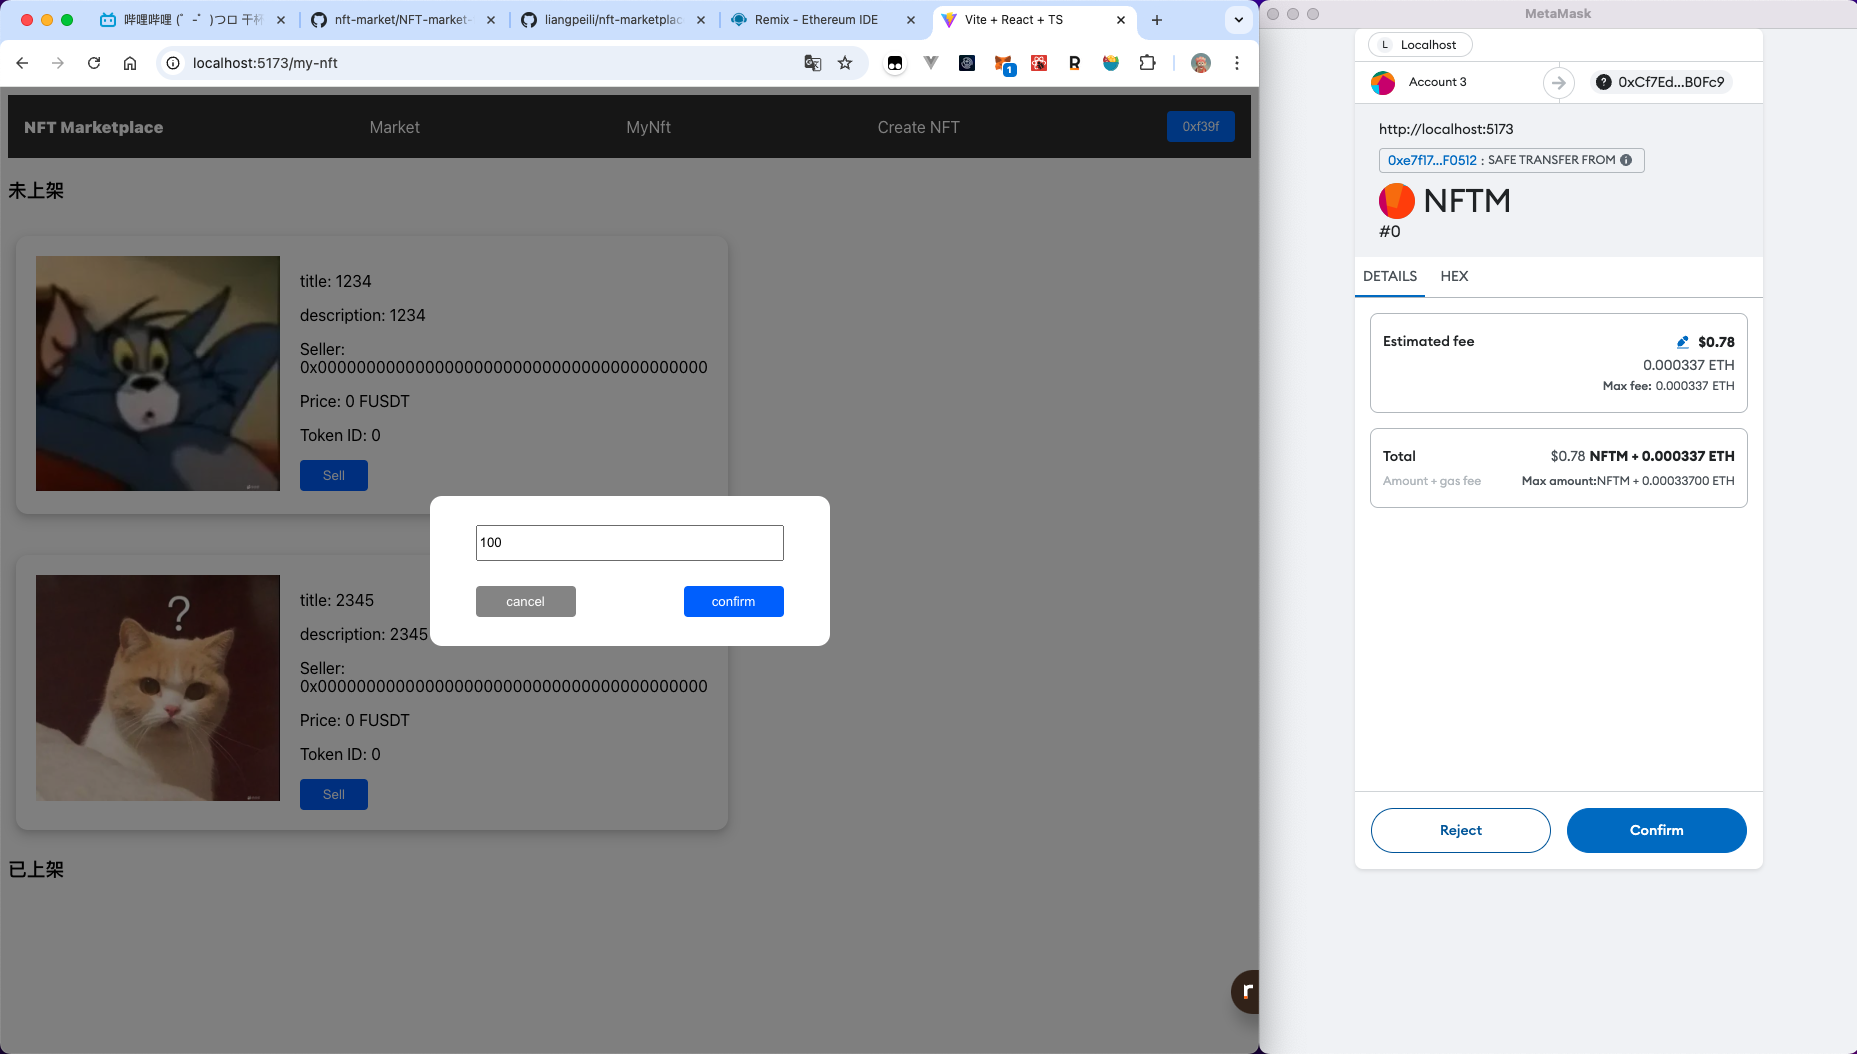 哔哩哔哩 (゜-゜)つロ 干杯
nft-market/NFT-market-
liangpeili/nft-marketplac
Remix - Ethereum IDE
Vite + React + TS
localhost:5173/my-nft
1
NFT Marketplace
Market
MyNft
Create NFT
0xf39f
未上架
title: 1234
description: 1234
Seller:
0x0000000000000000000000000000000000000000
Price: 0 FUSDT
Token ID: 0
Sell
100
cancel
confirm
?
title: 2345
description: 2345
Seller:
0x0000000000000000000000000000000000000000
Price: 0 FUSDT
Token ID: 0
Sell
已上架
MetaMask
L Localhost
Account 3
0xCf7Ed...B0Fc9
http://localhost:5173
0xe7f17...F0512 : SAFE TRANSFER FROM
NFTM
#0
DETAILS
HEX
Estimated fee
$0.78
0.000337 ETH
Max fee: 0.000337 ETH
Total
$0.78 NFTM + 0.000337 ETH
Amount + gas fee
Max amount:NFTM + 0.00033700 ETH
Reject
Confirm